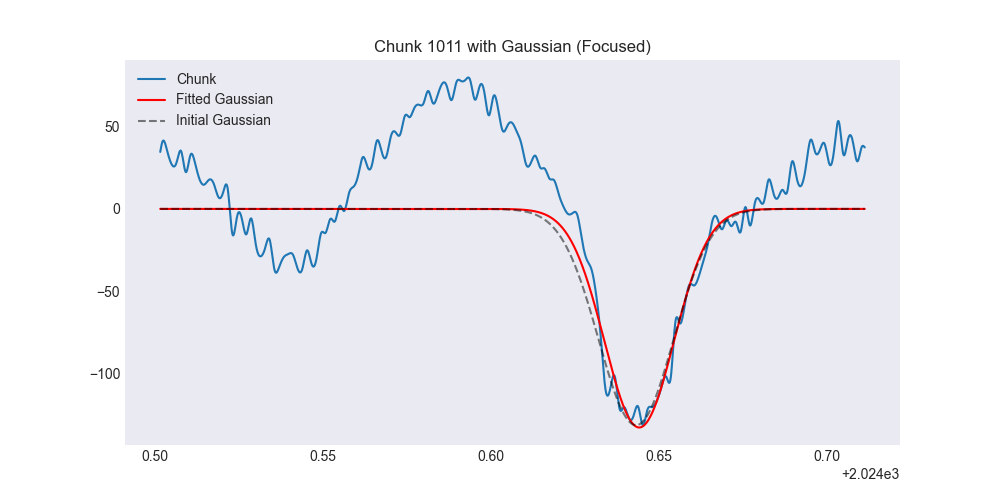 Chunk 1011 with Gaussian (Focused)
Chunk
Fitted Gaussian
Initial Gaussian
50
0
−50
−100
0.50 0.55 0.60 0.65 0.70
+2.024e3